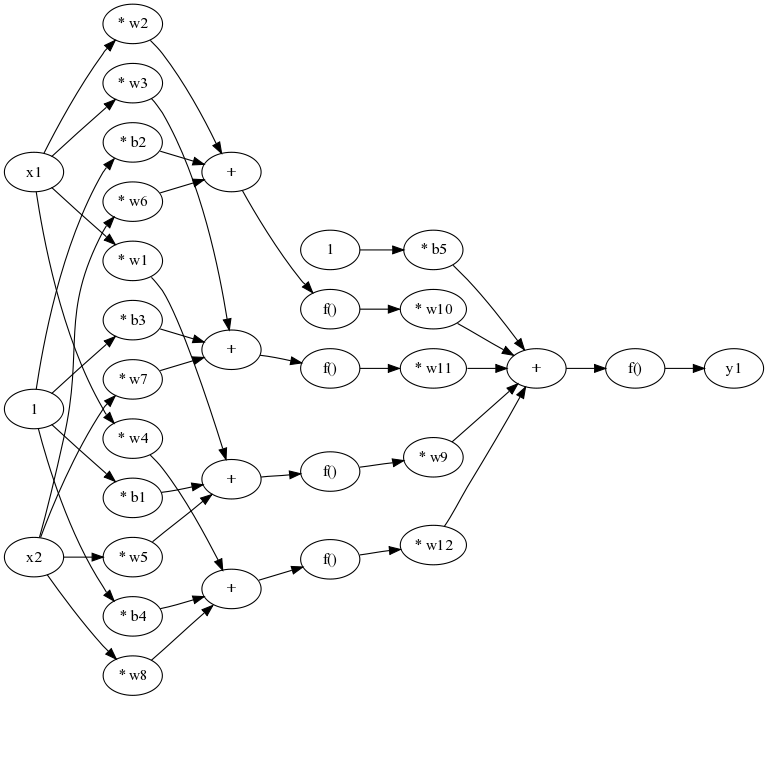 * w2
* w3
* b2
x1
+
* w6
1
* b5
* w1
f()
* w10
* b3
+
f()
* w11
+
f()
y1
* w7
1
* w4
* w9
f()
+
* b1
* w12
x2
* w5
f()
+
* b4
* w8